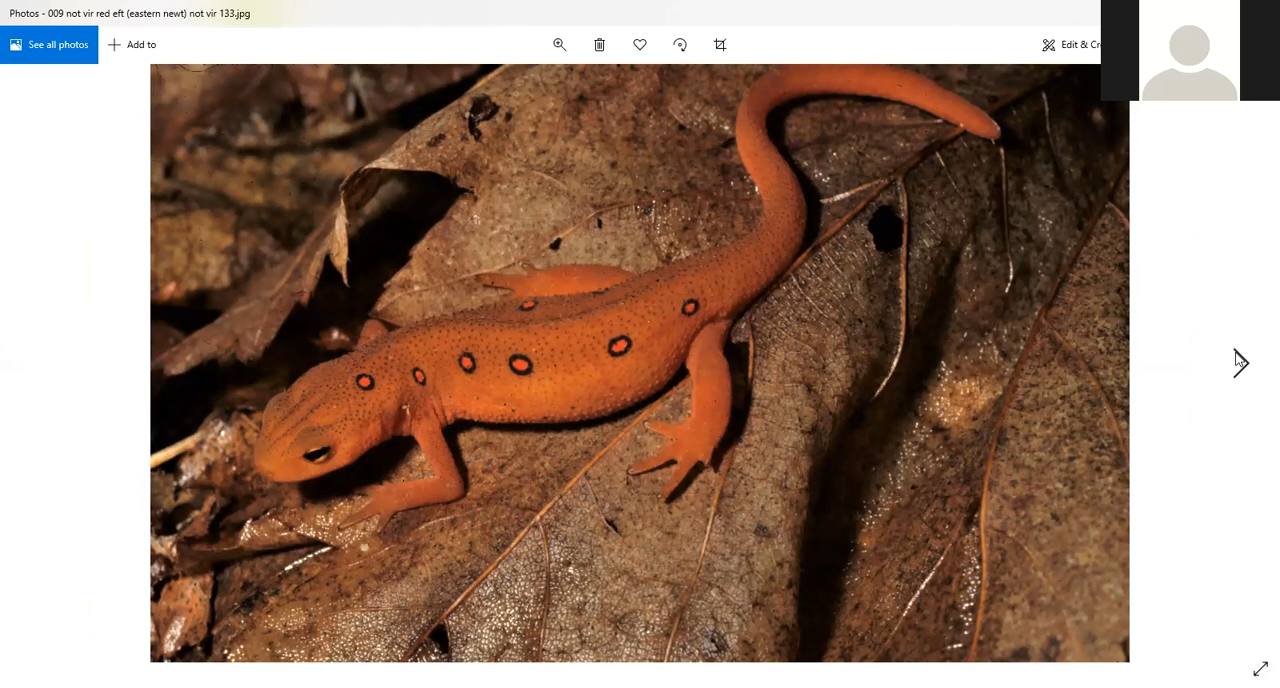 Photos - 009 not vir red eft (eastern newt) not vir 133.jpg
See all photos
Add to
Edit & Cr